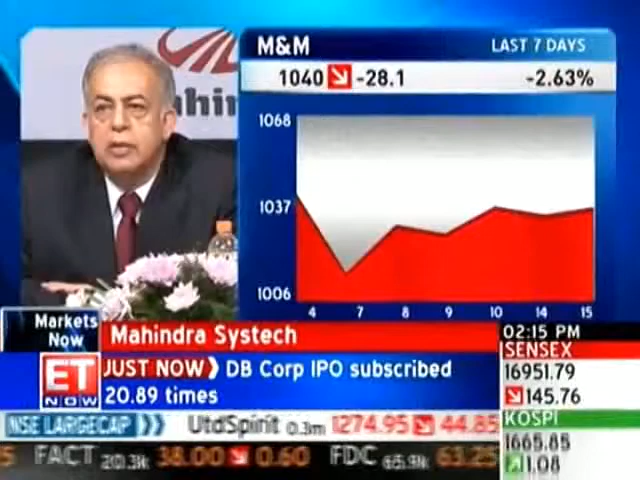 M&M
LAST 7 DAYS
1040 -28.1 -2.63%
1068
1037
1006
4 7 8 9 10 14 15
Markets Now
Mahindra Systech
02:15 PM
SENSEX
16951.79
145.76
KOSPI
1665.85
1.08
ET NOW
JUST NOW DB Corp IPO subscribed
20.89 times
NSE LARGECAP UtdSpirit 0.3m 1274.95 44.85
FACT 210.3K 38.00 0.60 FDC 65.9K 63.25